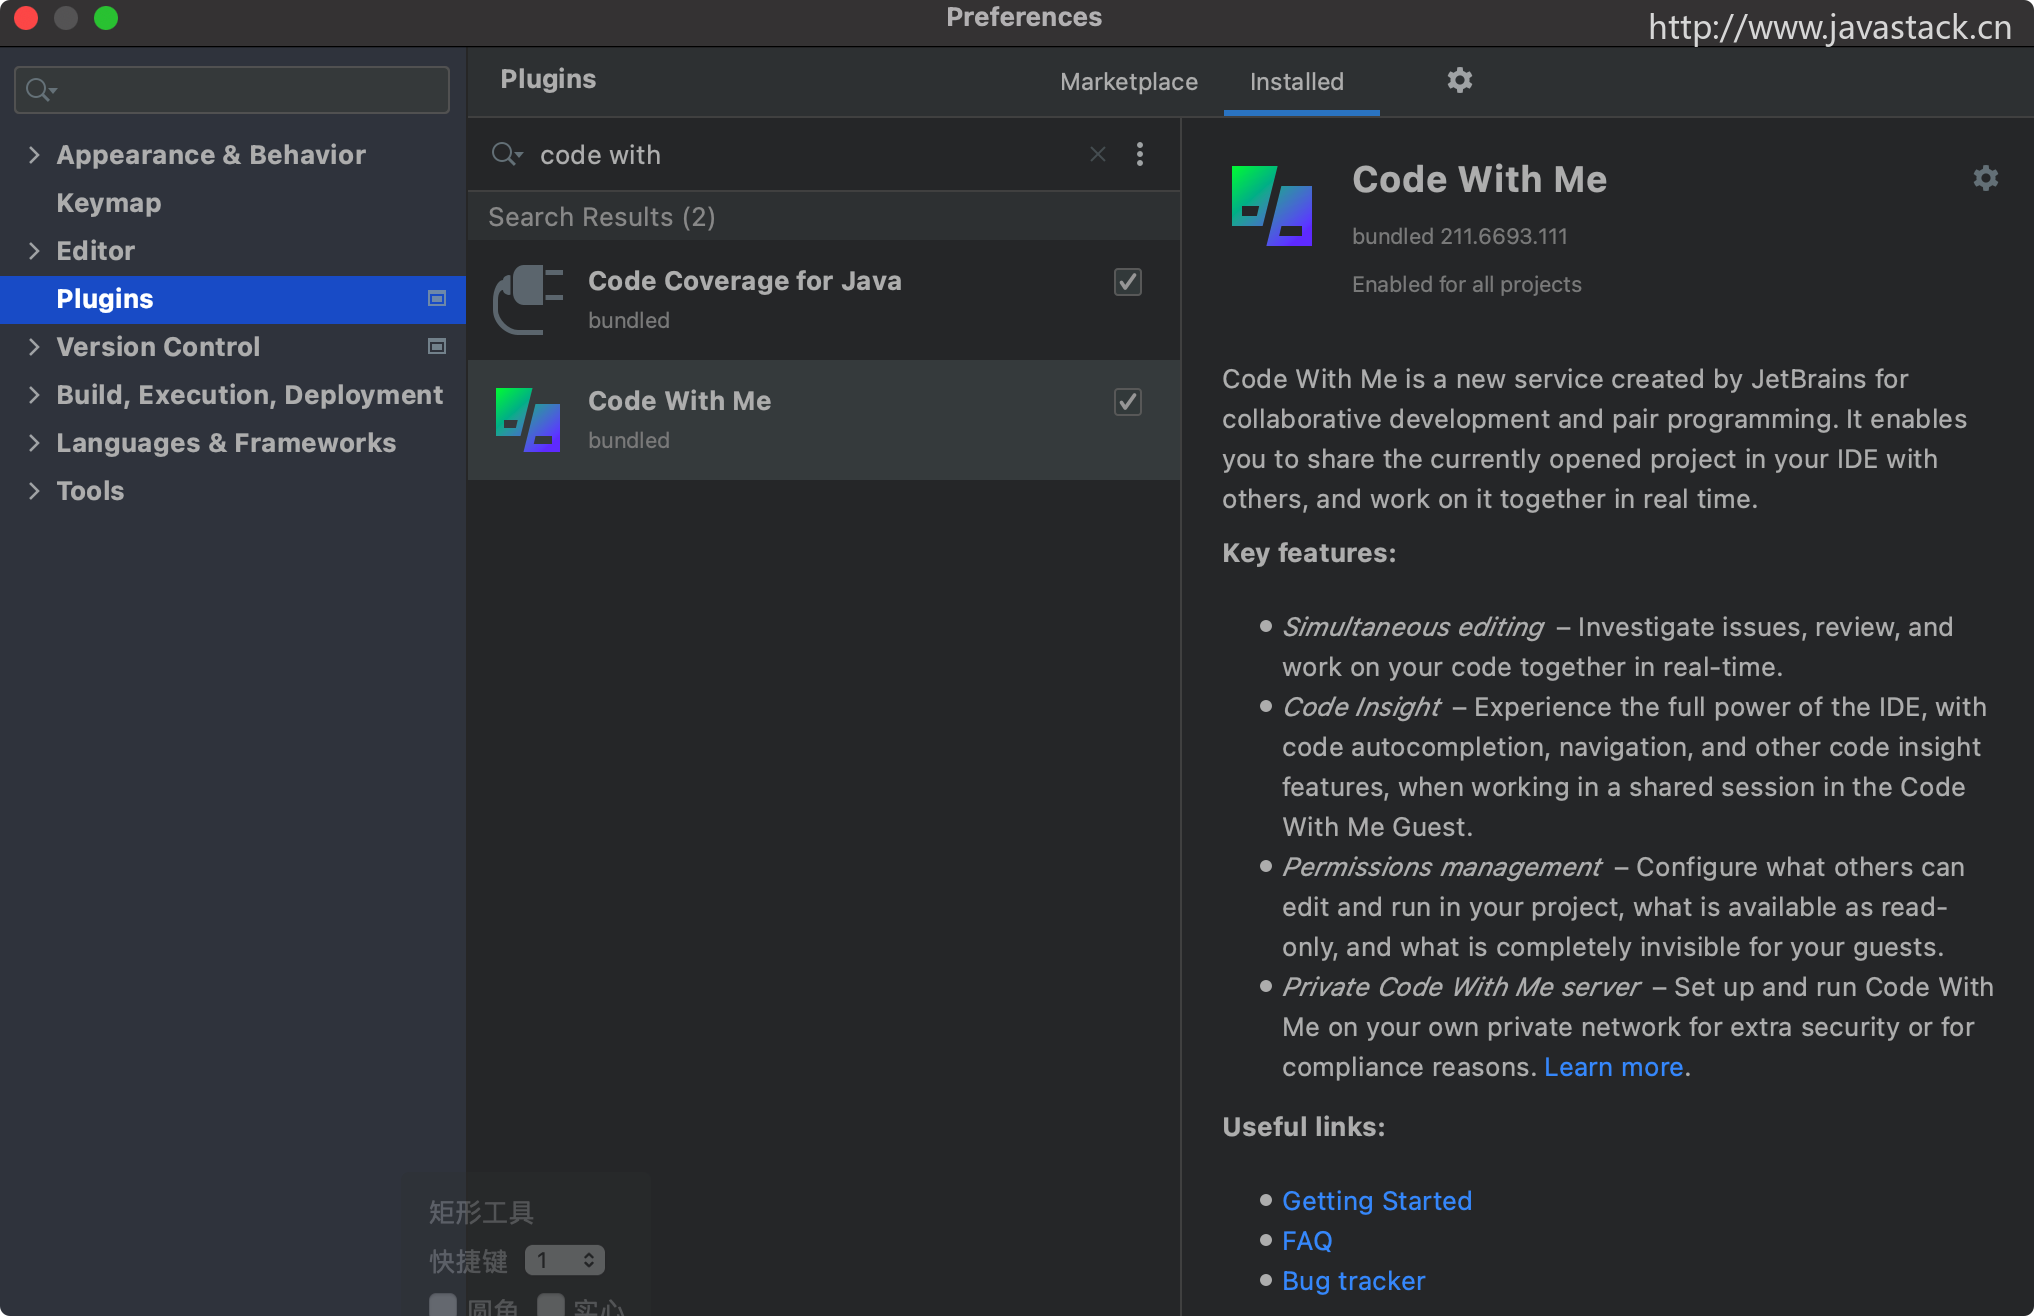 Preferences
http://www.javastack.cn
Plugins
Marketplace
Installed
Appearance & Behavior
Keymap
Editor
Plugins
Version Control
Build, Execution, Deployment
Languages & Frameworks
Tools
code with
Search Results (2)
Code Coverage for Java
bundled
Code With Me
bundled
Code With Me
bundled 211.6693.111
Enabled for all projects
Code With Me is a new service created by JetBrains for
collaborative development and pair programming. It enables
you to share the currently opened project in your IDE with
others, and work on it together in real time.
Key features:
Simultaneous editing – Investigate issues, review, and
work on your code together in real-time.
Code Insight – Experience the full power of the IDE, with
code autocompletion, navigation, and other code insight
features, when working in a shared session in the Code
With Me Guest.
Permissions management – Configure what others can
edit and run in your project, what is available as read-
only, and what is completely invisible for your guests.
Private Code With Me server – Set up and run Code With
Me on your own private network for extra security or for
compliance reasons. Learn more.
Useful links:
Getting Started
FAQ
Bug tracker
矩形工具
快捷键 1
圆角 实心